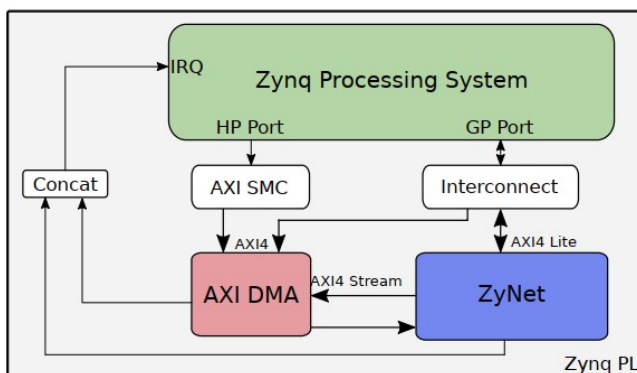 IRQ
Zynq Processing System
HP Port
GP Port
Concat
AXI SMC
Interconnect
AXI4
AXI4 Lite
AXI DMA
AXI4 Stream
ZyNet
Zynq PL